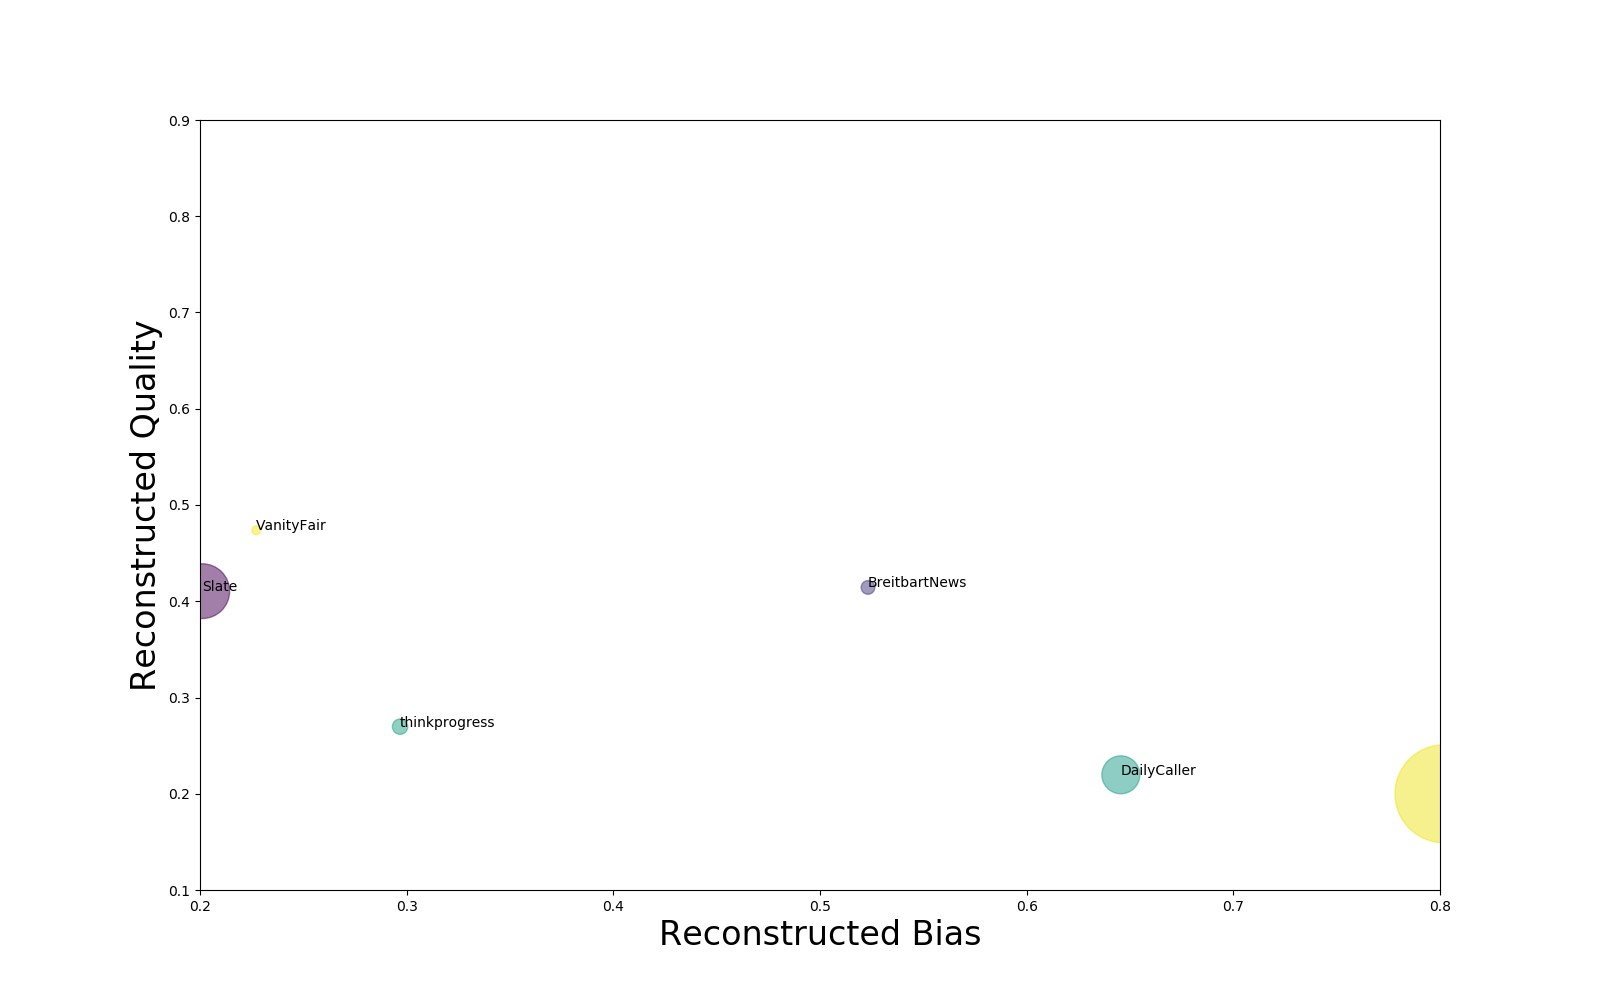 Reconstructed Quality
0.9
0.8
0.7
0.6
0.5
0.4
0.3
0.2
0.1
VanityFair
Slate
BreitbartNews
thinkprogress
DailyCaller
0.2 0.3 0.4 0.5 0.6 0.7 0.8
Reconstructed Bias